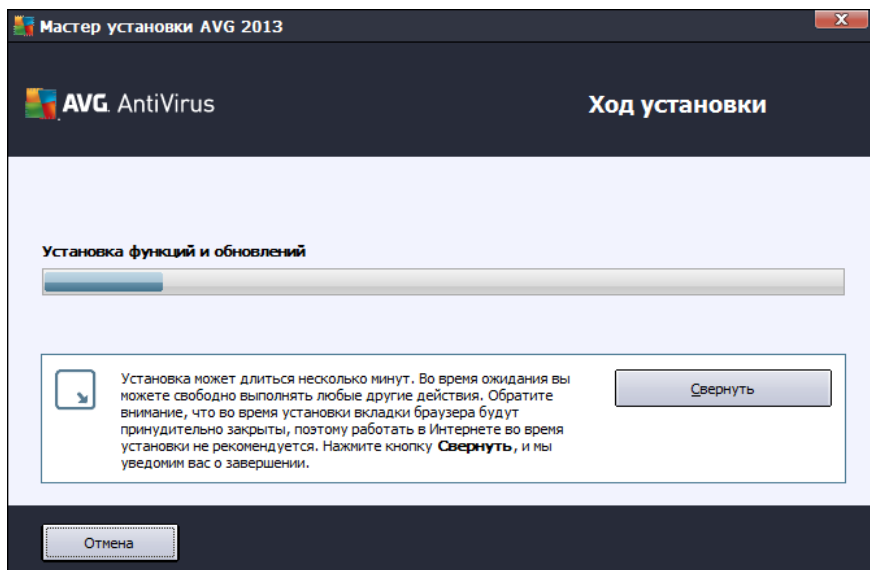 Мастер установки AVG 2013
AVG. AntiVirus
Ход установки
Установка функций и обновлений
Установка может длиться несколько минут. Во время ожидания вы
можете свободно выполнять любые другие действия. Обратите
внимание, что во время установки вкладки браузера будут
принудительно закрыты, поэтому работать в Интернете во время
установки не рекомендуется. Нажмите кнопку Свернуть, и мы
уведомим вас о завершении.
Свернуть
Отмена